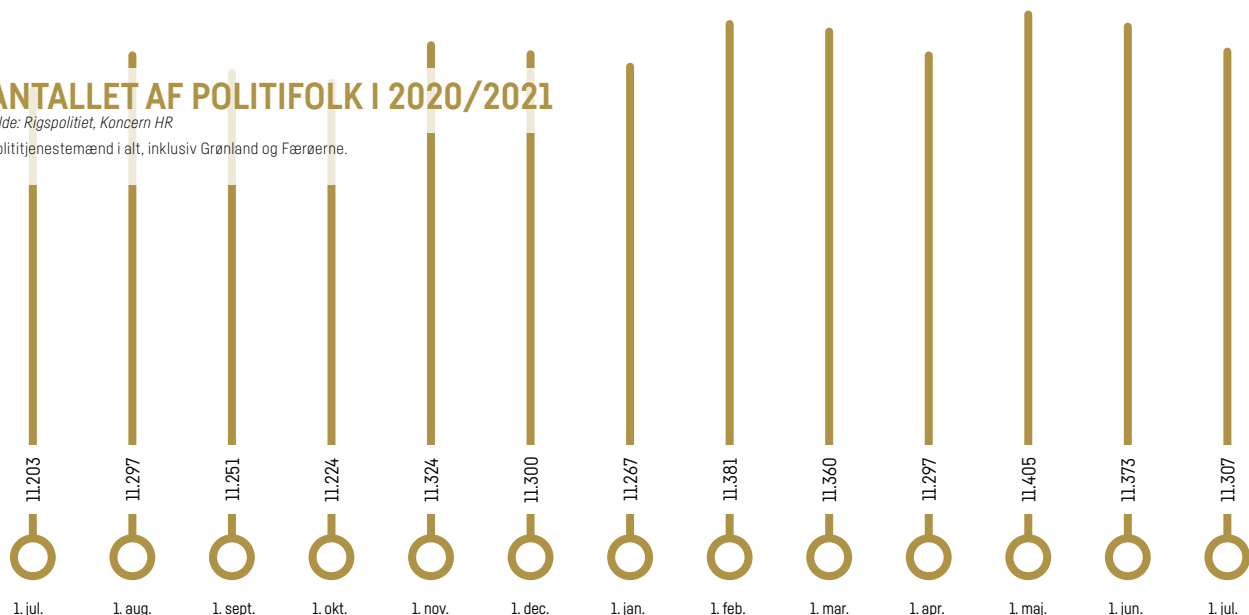 ANTALLET AF POLITIFOLK I 2020/2021
lde: Rigspolitiet, Koncern HR
olititjenestemænd i alt, inklusiv Grønland og Færøerne.
11.203 11.297 11.251 11.224 11.324 11.300 11.267 11.381 11.360 11.297 11.405 11.373 11.307
1. jul. 1. aug. 1. sept. 1. okt. 1. nov. 1. dec. 1. jan. 1. feb. 1. mar. 1. apr. 1. maj. 1. jun. 1. jul.